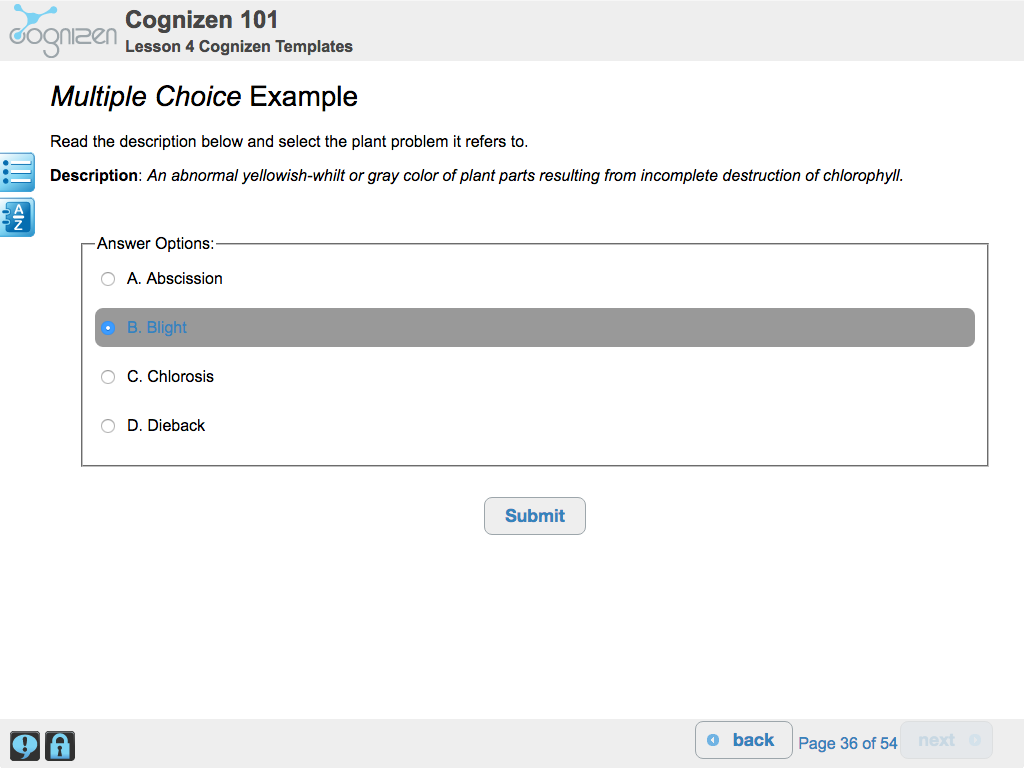 cognizen
Cognizen 101
Lesson 4 Cognizen Templates
Multiple Choice Example
Read the description below and select the plant problem it refers to.
Description: An abnormal yellowish-whilt or gray color of plant parts resulting from incomplete destruction of chlorophyll.
A
Z
Answer Options:
A. Abscission
B. Blight
C. Chlorosis
D. Dieback
Submit
back
Page 36 of 54
next